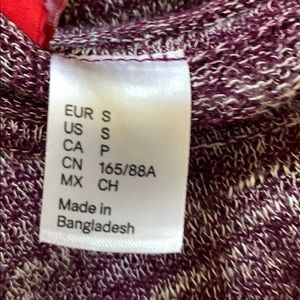 EUR S
US S
CA P
CN 165/88A
MX CH
Made in
Bangladesh